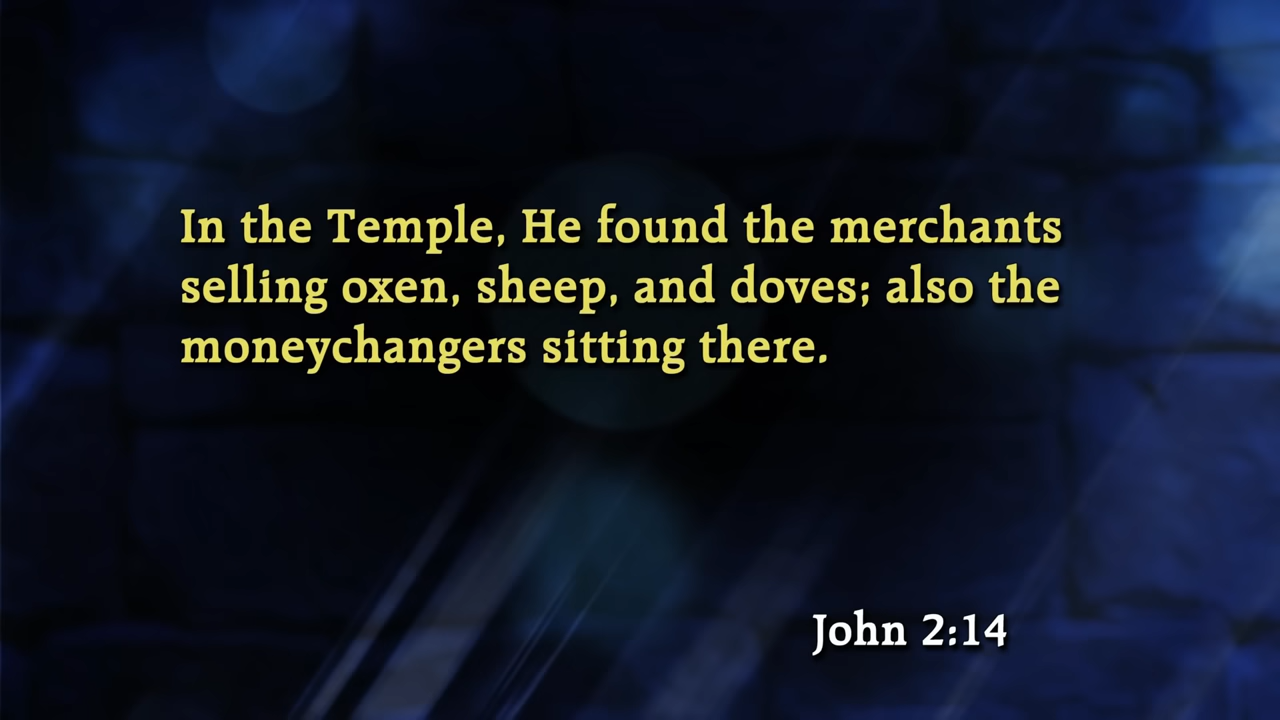 In the Temple, He found the merchants
selling oxen, sheep, and doves; also the
moneychangers sitting there.
John 2:14